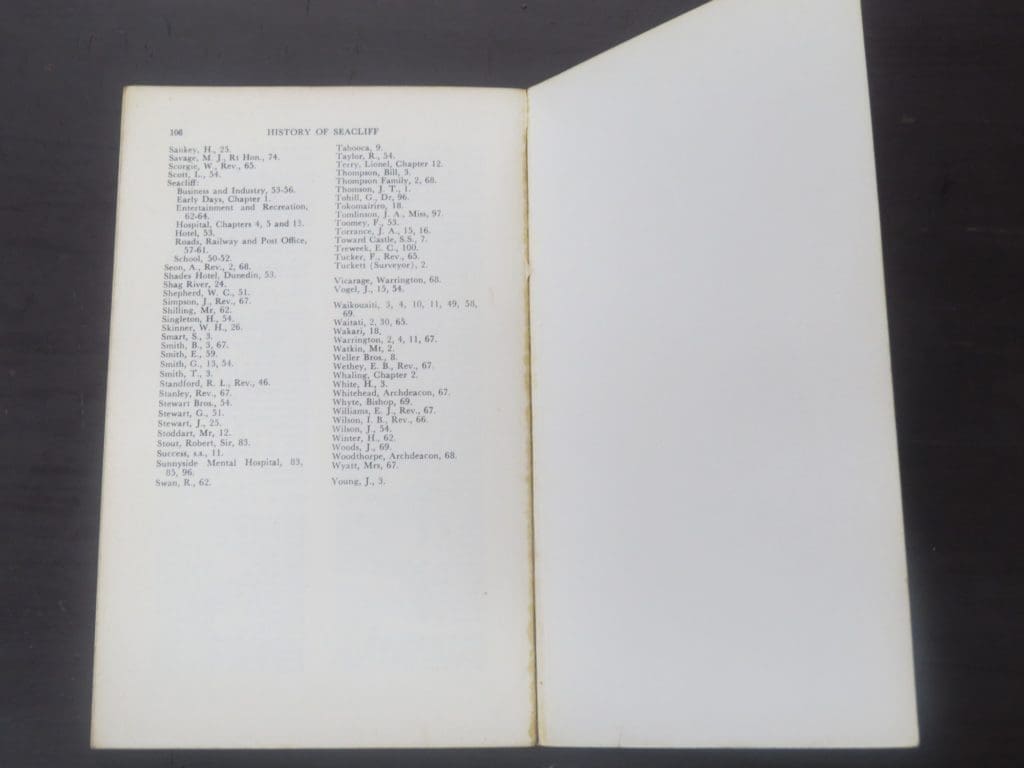 106
HISTORY OF SEACLIFF
Sankey, H., 25.
Savage, M. J., Rt Hon., 74.
Scorgie, W., Rev., 65.
Scott, L., 54.
Seacliff:
Business and Industry, 53-56.
Early Days, Chapter 1.
Entertainment and Recreation,
62-64.
Hospital, Chapters 4, 5 and 13.
Hotel, 53.
Roads, Railway and Post Office,
57-61.
School, 50-52.
Seon, A., Rev., 2, 68.
Shades Hotel, Dunedin, 53.
Shag River, 24.
Shepherd, W. C., 51.
Simpson, J., Rev., 67.
Shilling, Mr, 62.
Singleton, H., 54.
Skinner, W. H., 26.
Smart, S., 3.
Smith, B., 3, 67.
Smith, E., 59.
Smith, G., 13, 54.
Smith, T., 3.
Standford, R. L., Rev., 46.
Stanley, Rev., 67.
Stewart Bros., 54.
Stewart, G., 51.
Stewart, J., 25.
Stoddart, Mr, 12.
Stout, Robert, Sir, 83.
Success, s.s., 11.
Sunnyside Mental Hospital, 83,
85, 96.
Swan, R., 62.
Tahooca, 9.
Taylor, R., 54.
Terry, Lionel, Chapter 12.
Thompson, Bill, 3.
Thompson Family, 2, 68.
Thomson, J. T., 1.
Tohill, G., Dr, 96.
Tokomairiro, 18.
Tomlinson, J. A., Miss, 97.
Toomey, F., 53.
Torrance, J. A., 15, 16.
Toward Castle, S.S., 7.
Treweek, E. C., 100.
Tucker, F., Rev., 65.
Tuckett (Surveyor), 2.
Vicarage, Warrington, 68.
Vogel, J., 15, 54.
Waikouaiti, 3, 4, 10, 11, 49, 58,
69.
Waitati, 2, 30, 65.
Wakari, 18.
Warrington, 2, 4, 11, 67.
Watkin, Mt, 2.
Weller Bros., 8.
Wethey, E. B., Rev., 67.
Whaling, Chapter 2.
White, H., 3.
Whitehead, Archdeacon, 67.
Whyte, Bishop, 69.
Williams, E. J., Rev., 67.
Wilson, I. B., Rev., 66.
Wilson, J., 54.
Winter, H., 62.
Woods, J., 69.
Woodthorpe, Archdeacon, 68.
Wyatt, Mrs, 67.
Young, J., 3.